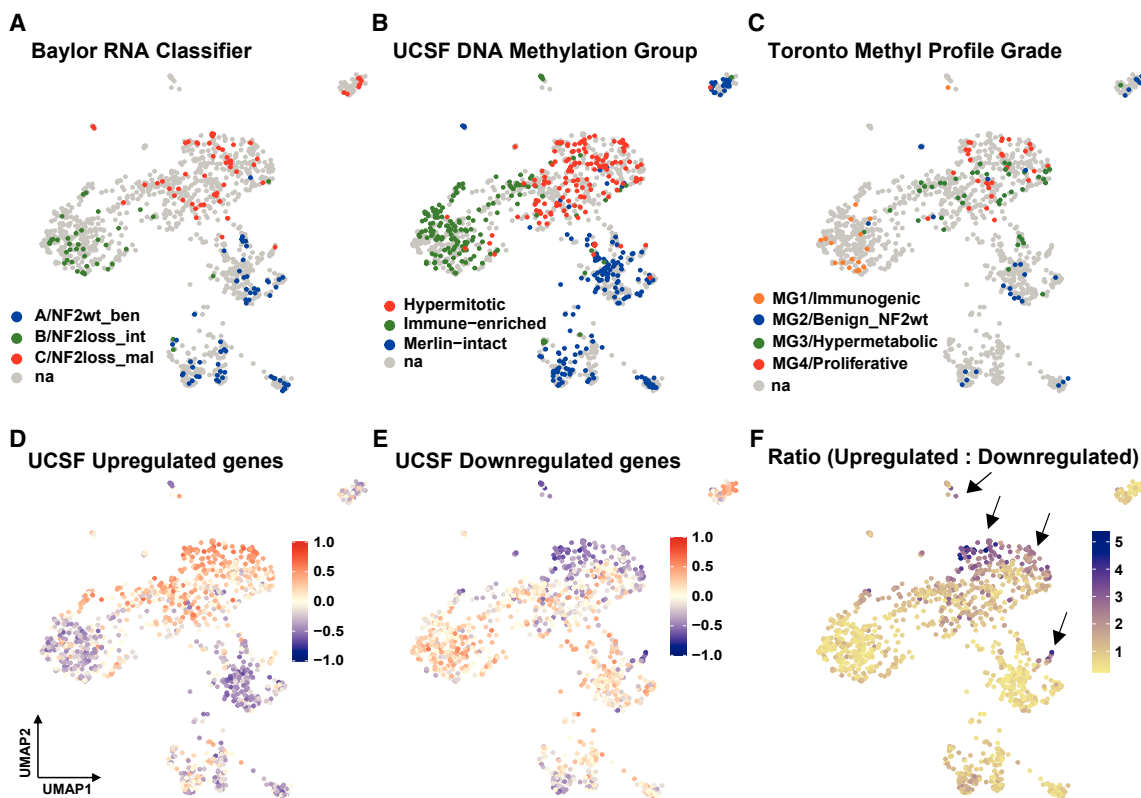 A
Baylor RNA Classifier
A/NF2wt_ben
B/NF2loss_int
C/NF2loss_mal
na
B
UCSF DNA Methylation Group
Hypermitotic
Immune−enriched
Merlin−intact
na
C
Toronto Methyl Profile Grade
MG1/Immunogenic
MG2/Benign_NF2wt
MG3/Hypermetabolic
MG4/Proliferative
na
D
UCSF Upregulated genes
1.0
0.5
0.0
−0.5
−1.0
UMAP2
UMAP1
E
UCSF Downregulated genes
1.0
0.5
0.0
−0.5
−1.0
F
Ratio (Upregulated : Downregulated)
5
4
3
2
1